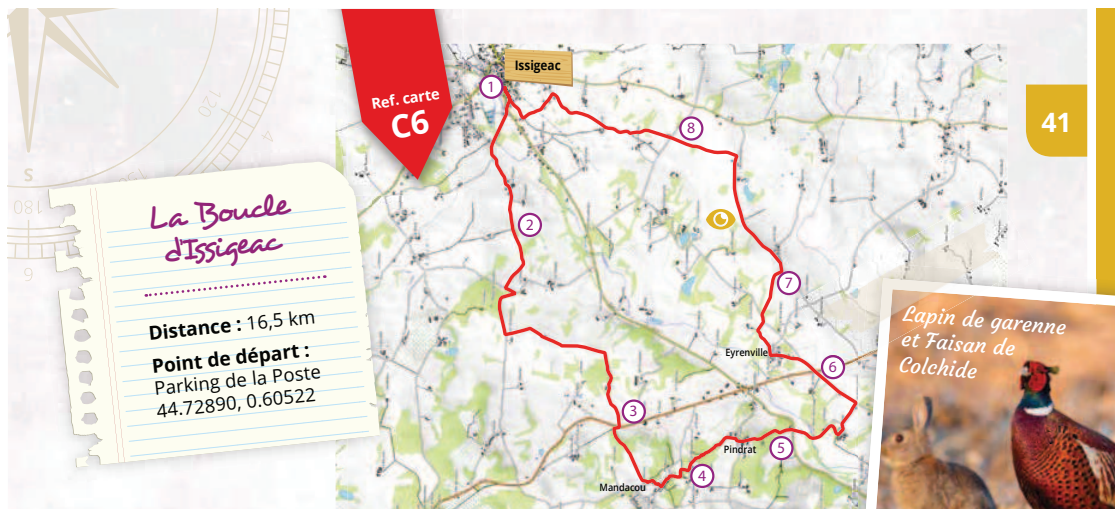 Issigeac
Ref. carte
C6
41
1
8
2
7
6
3
5
4
Eyrenville
Pindrat
Mandacou
La Boucle
d'Issigeac
Distance : 16,5 km
Point de départ :
Parking de la Poste
44.72890, 0.60522
Lapin de garenne
et Faisan de
Colchide
S
180
120